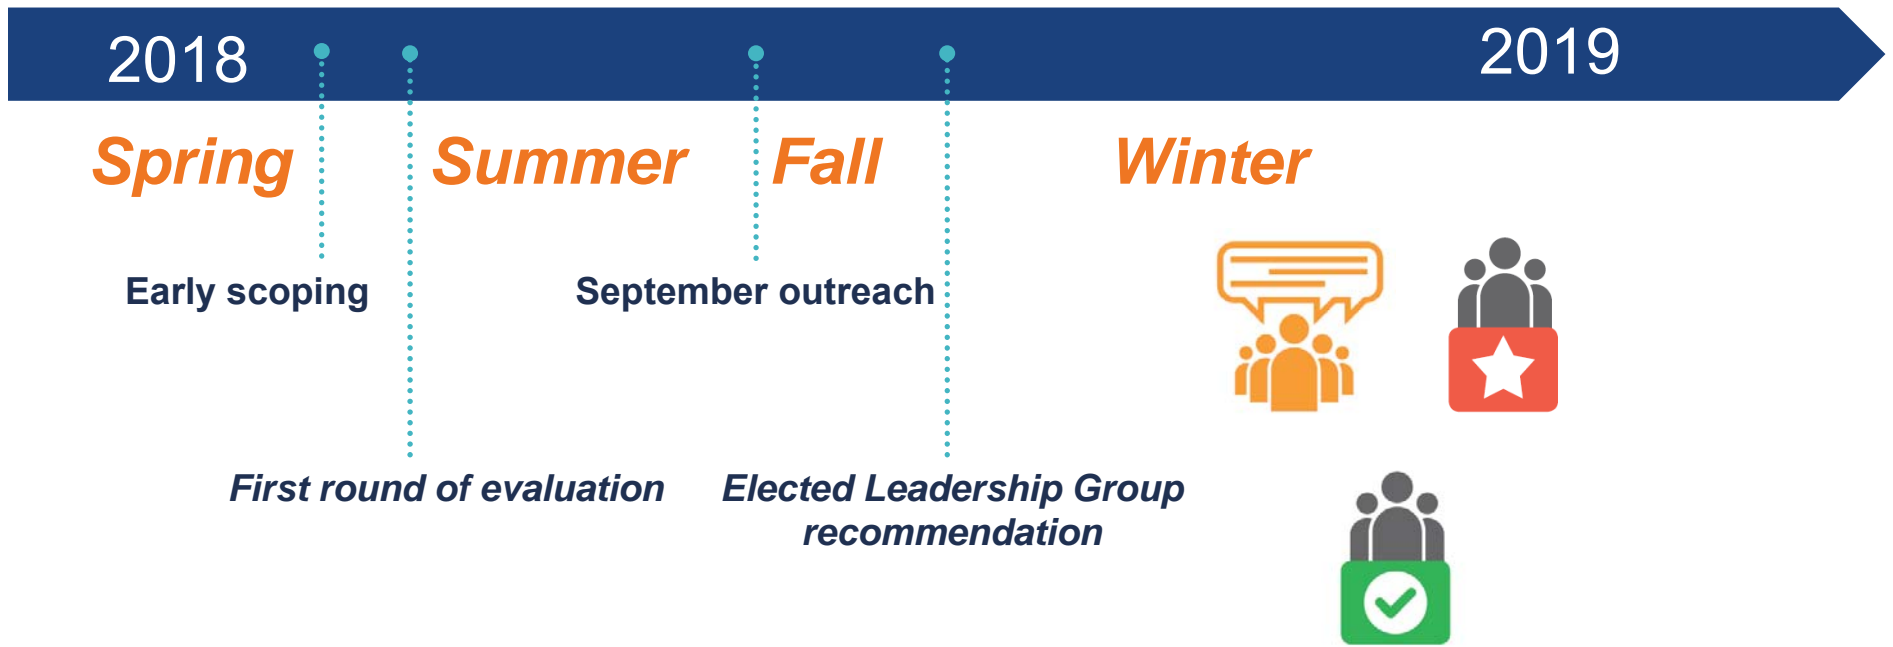 2018
2019
Spring
Summer
Fall
Winter
Early scoping
September outreach
First round of evaluation
Elected Leadership Group
recommendation